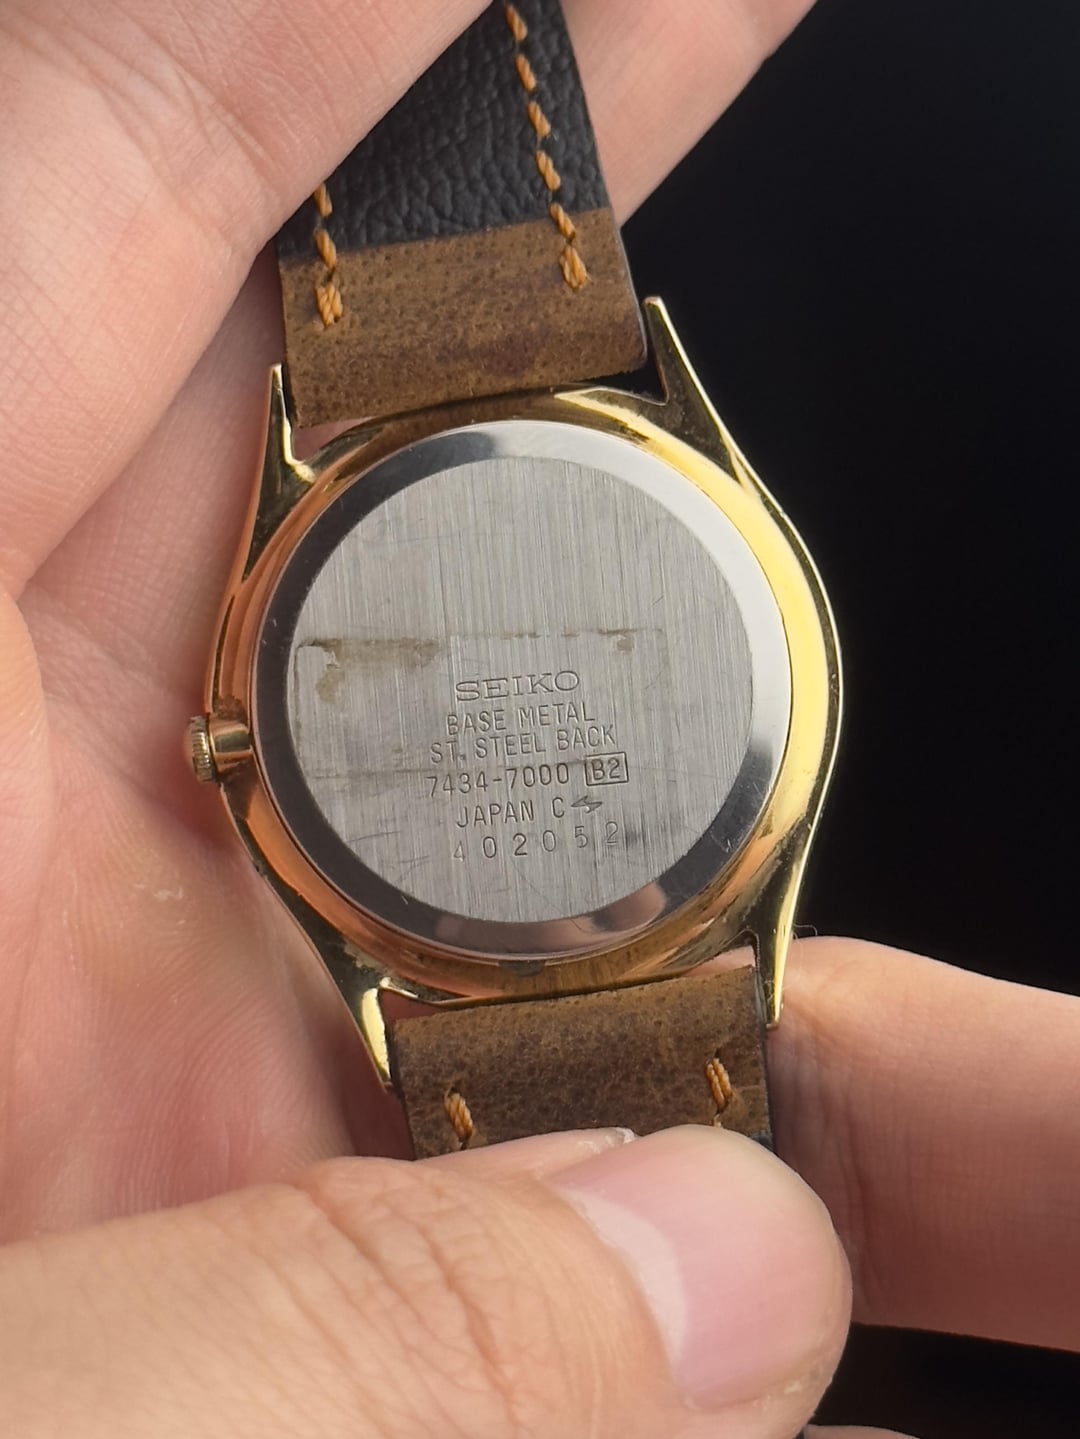 SEIKO
BASE METAL
ST. STEEL BACK
7434-7000 B2
JAPAN C
402052